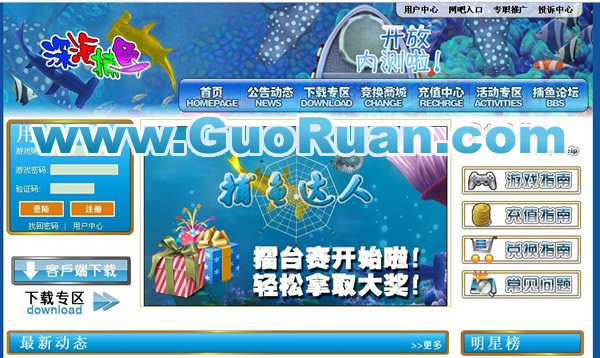 用户中心 网吧入口 专职推广 投诉中心
深海捕鱼
开放
内测啦!
首页 公告动态 下载专区 竞换商城 充值中心 活动专区 捕鱼论坛
HOMEPAGE NEWS DOWNLOAD CHANGE RECHRGE ACTIVITIES BBS
www.GuoRuan.com
游戏密码:
验证码:
登陆 注册
找回密码 | 用户中心
捕鱼达人
擂台赛开始啦!
轻松拿取大奖!
游戏指南
充值指南
兑换指南
常见问题
客戶端下载
下载专区
download
最新动态 >>更多
明星榜